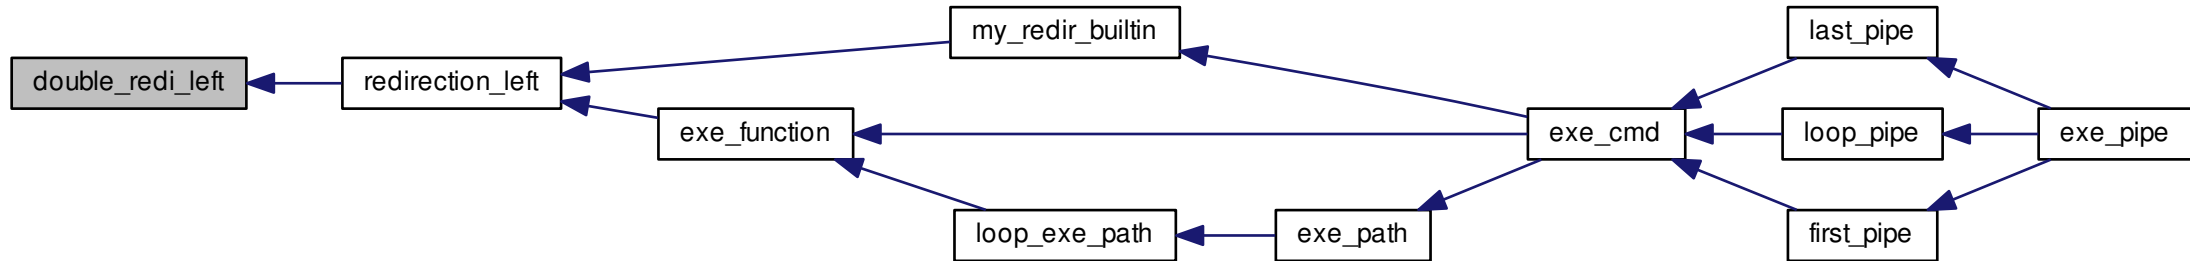 double_redi_left
redirection_left
my_redir_builtin
exe_function
loop_exe_path
exe_path
exe_cmd
last_pipe
loop_pipe
first_pipe
exe_pipe